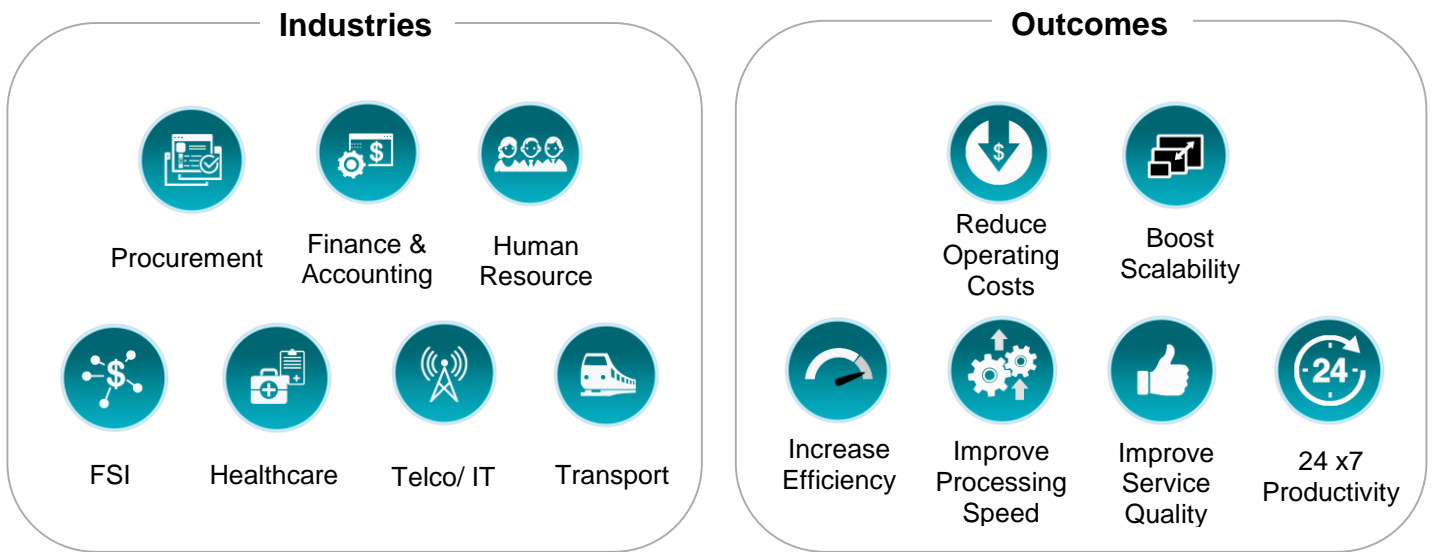 Industries
Procurement
Finance &
Accounting
Human
Resource
$
$
FSI
Healthcare
Telco/ IT
Transport
Outcomes
$
Reduce
Operating
Costs
Boost
Scalability
Increase
Efficiency
Improve
Processing
Speed
Improve
Service
Quality
24
24 x7
Productivity